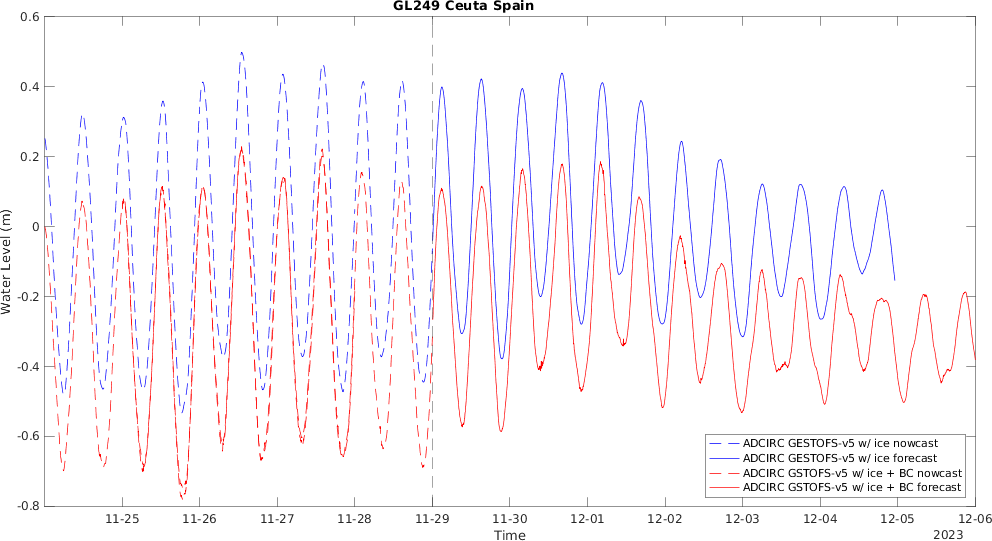 GL249 Ceuta Spain
0.6
0.4
0.2
0
-0.2
-0.4
-0.6
-0.8
Water Level (m)
ADCIRC GESTOFS-v5 w/ ice nowcast
ADCIRC GESTOFS-v5 w/ ice forecast
ADCIRC GSTOFS-v5 w/ ice + BC nowcast
ADCIRC GSTOFS-v5 w/ ice + BC forecast
11-25 11-26 11-27 11-28 11-29 11-30 12-01 12-02 12-03 12-04 12-05 12-06
Time
2023